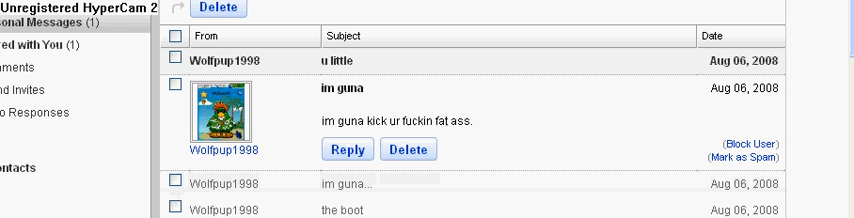 Unregistered HyperCam 2
Delete
sonal Messages (1)
From Subject Date
red with You (1)
Wolfpup1998 u little Aug 06, 2008
ments
im guna Aug 06, 2008
nd Invites
o Responses
im guna kick ur fuckin fat ass.
Wolfpup1998
Reply Delete
(Block User)
(Mark as Spam)
ontacts
Wolfpup1998 im guna... Aug 06, 2008
Wolfpup1998 the boot Aug 06, 2008